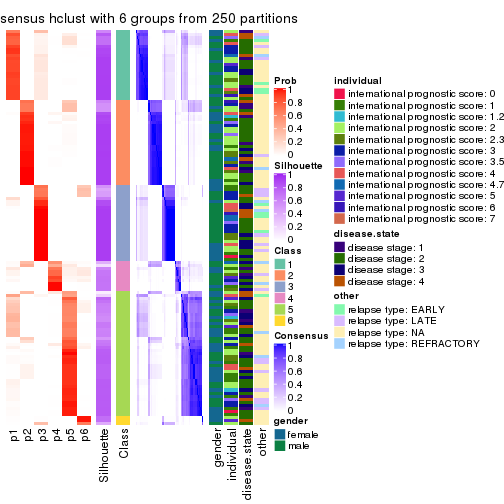 sensus hclust with 6 groups from 250 partitions
p1
p2
p3
p4
p5
p6
Silhouette
Class
gender
individual
disease.state
other
Prob
1
0.8
0.6
0.4
0.2
0
Silhouette
1
0.8
0.6
0.4
0.2
0
Class
1
2
3
4
5
6
Consensus
1
0.8
0.6
0.4
0.2
0
gender
female
male
individual
international prognostic score: 0
international prognostic score: 1
international prognostic score: 1.2
international prognostic score: 2
international prognostic score: 2.3
international prognostic score: 3
international prognostic score: 3.5
international prognostic score: 4
international prognostic score: 4.7
international prognostic score: 5
international prognostic score: 6
international prognostic score: 7
disease.state
disease stage: 1
disease stage: 2
disease stage: 3
disease stage: 4
other
relapse type: EARLY
relapse type: LATE
relapse type: NA
relapse type: REFRACTORY